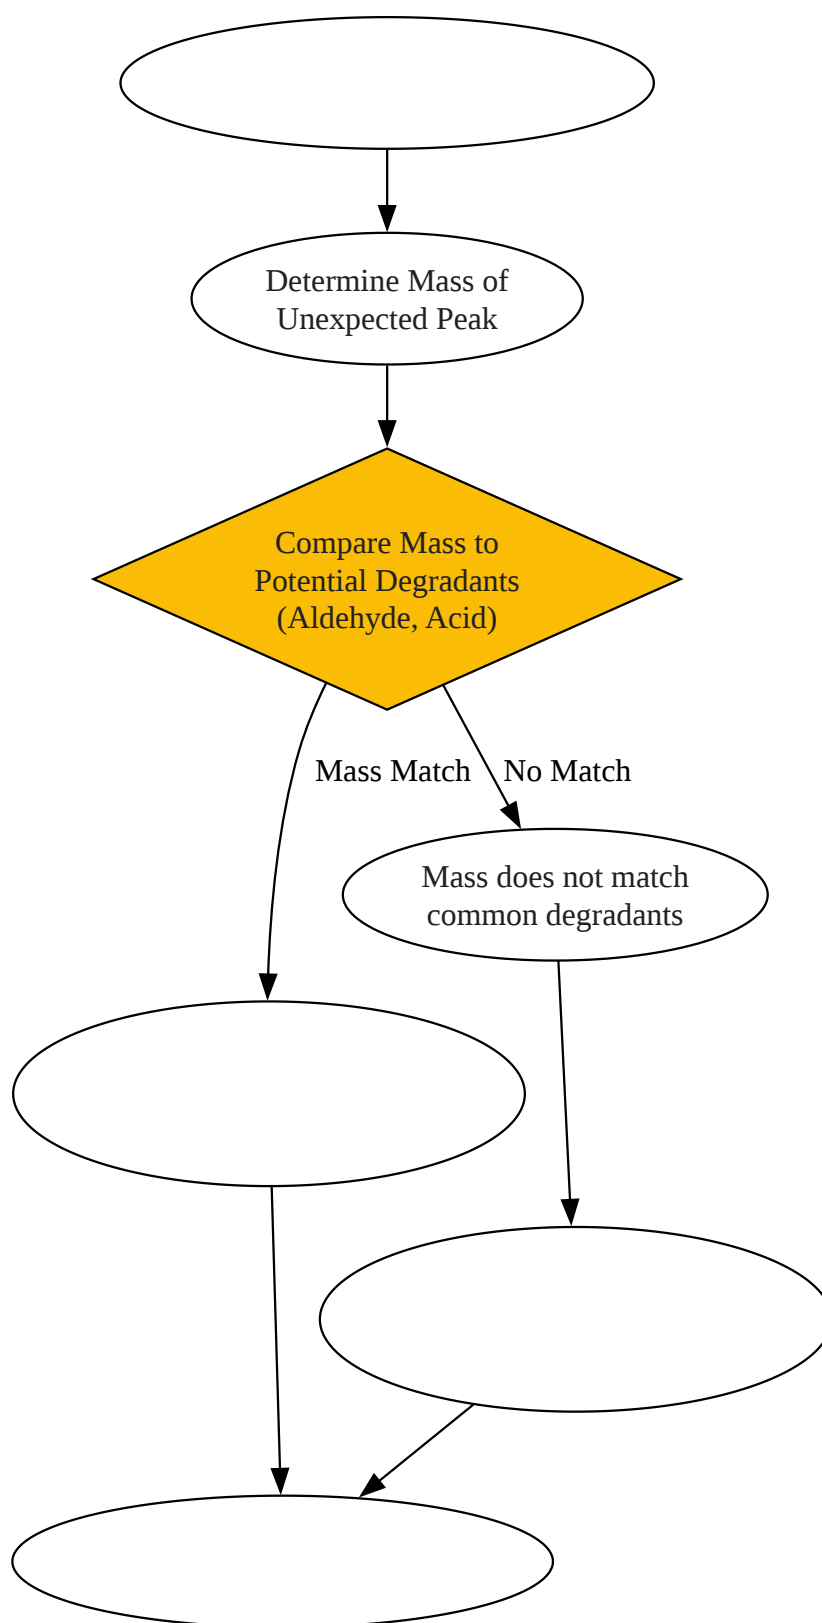 Determine Mass of
Unexpected Peak
Compare Mass to
Potential Degradants
(Aldehyde, Acid)
Mass Match
No Match
Mass does not match
common degradants